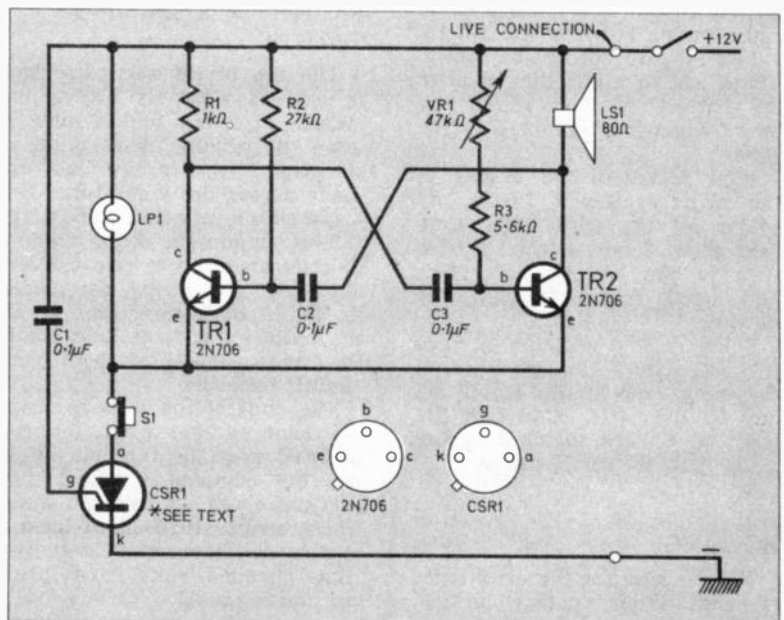 LIVE CONNECTION
+12V
R1
1kΩ
R2
27kΩ
VR1
47kΩ
LS1
80Ω
LP1
R3
5·6kΩ
c
b
e
TR1
2N706
C2
0·1μF
C3
0·1μF
c
b
e
TR2
2N706
C1
0·1μF
S1
a
g
k
CSR1
*SEE TEXT
b
e
c
2N706
g
k
a
CSR1
−